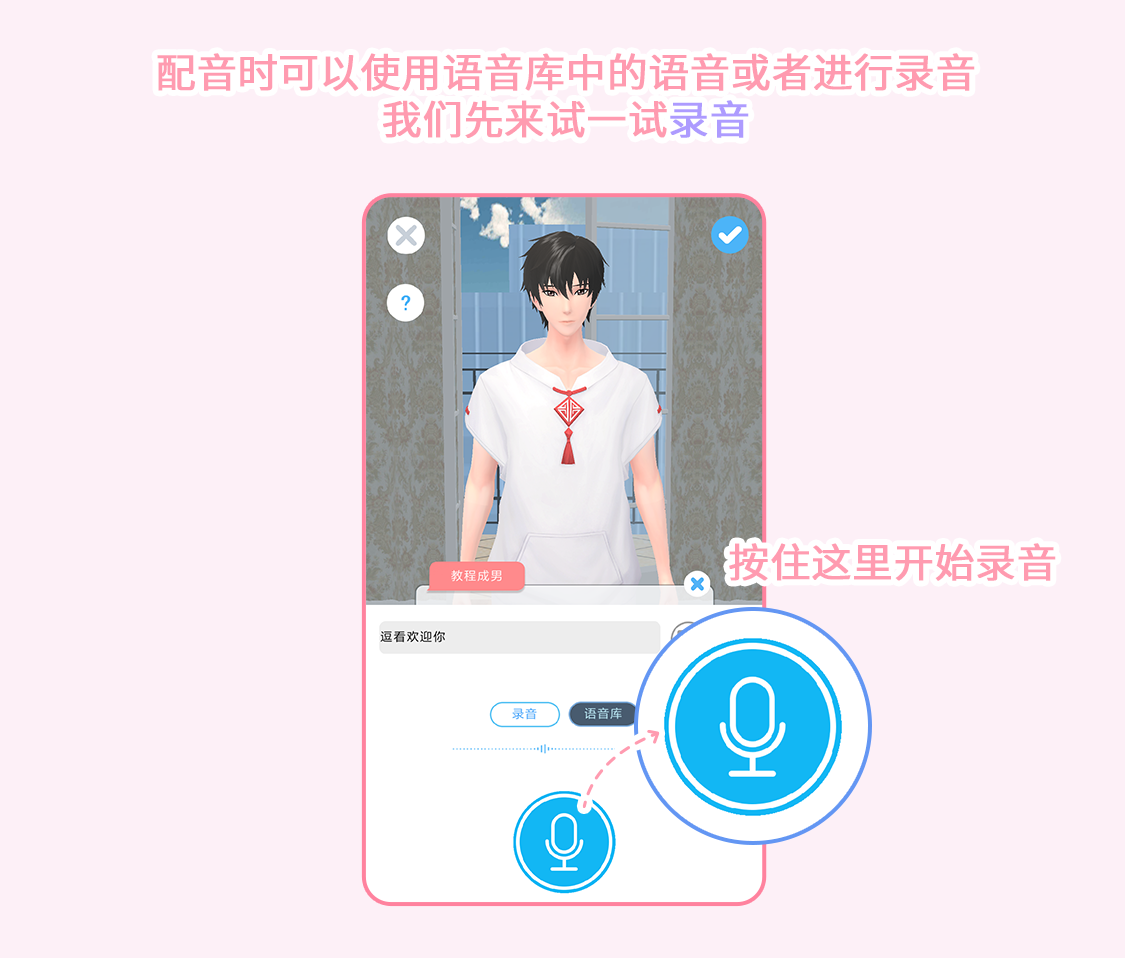 配音时可以使用语音库中的语音或者进行录音
我们先来试一试录音
?
按住这里开始录音
教程成男
逗看欢迎你
录音
语音库